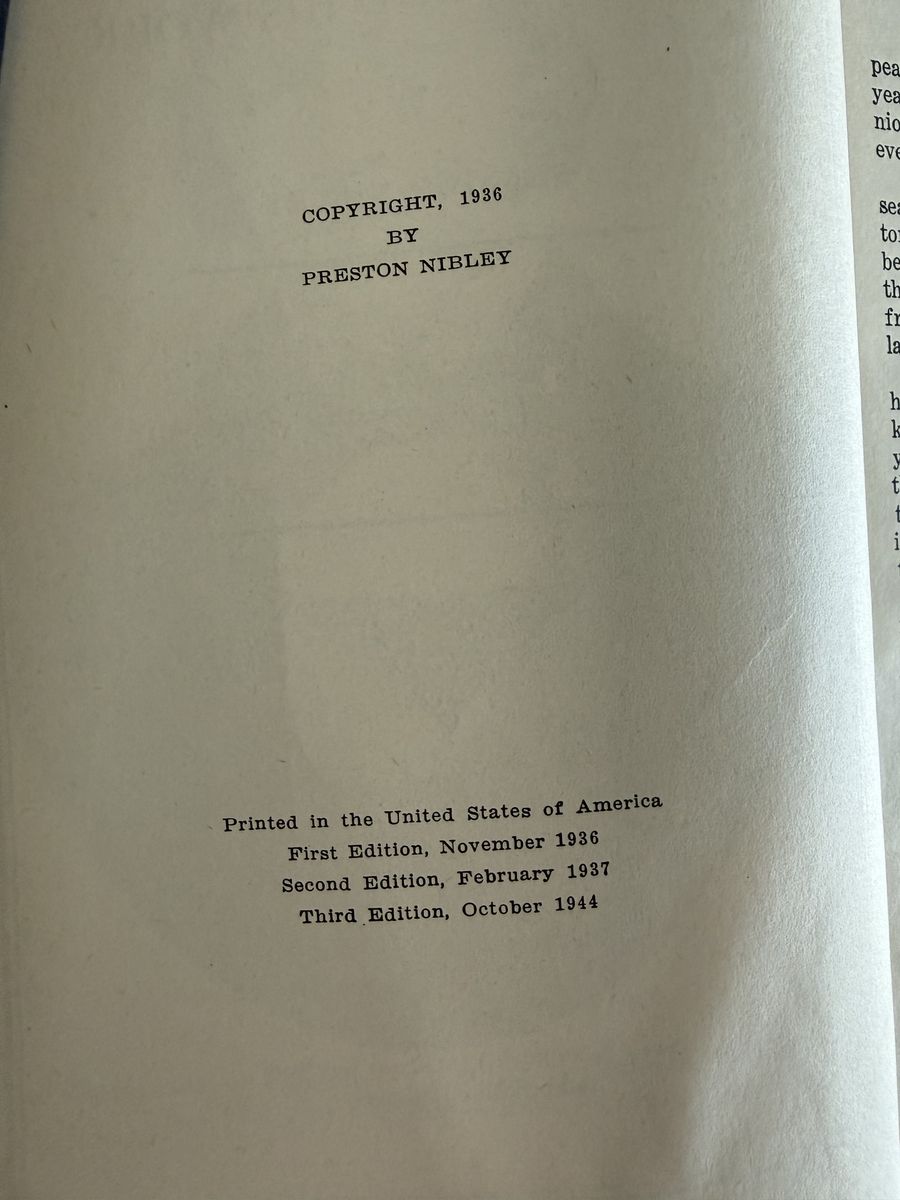 COPYRIGHT, 1936
BY
PRESTON NIBLEY
Printed in the United States of America
First Edition, November 1936
Second Edition, February 1937
Third Edition, October 1944